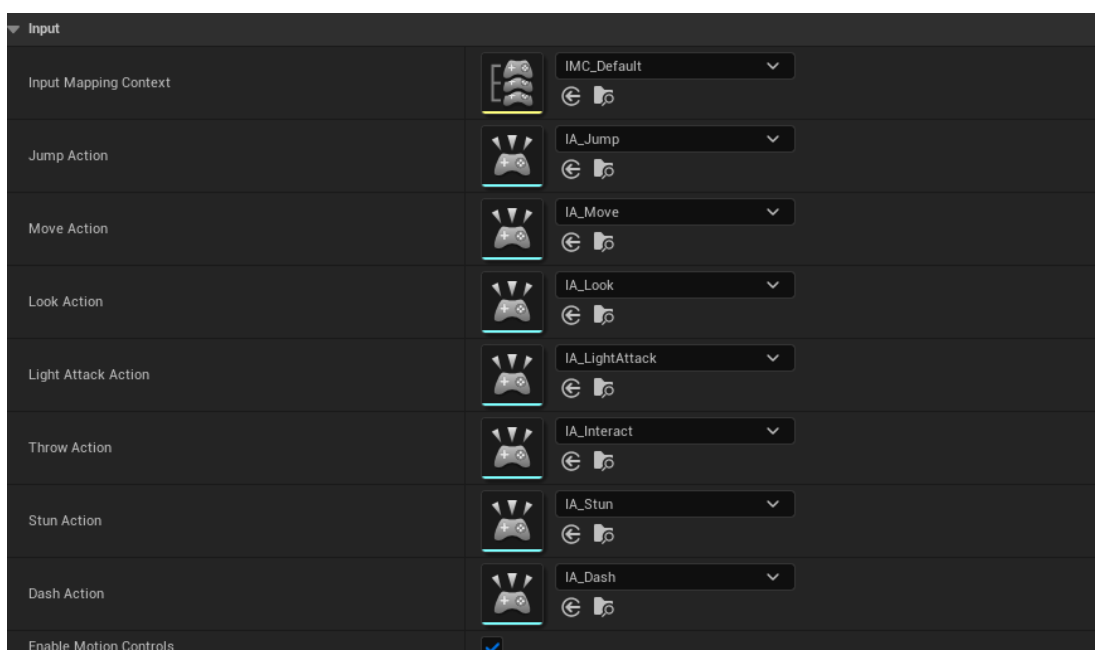 Input
Input Mapping Context
IMC_Default
Jump Action
IA_Jump
Move Action
IA_Move
Look Action
IA_Look
Light Attack Action
IA_LightAttack
Throw Action
IA_Interact
Stun Action
IA_Stun
Dash Action
IA_Dash
Enable Motion Controls